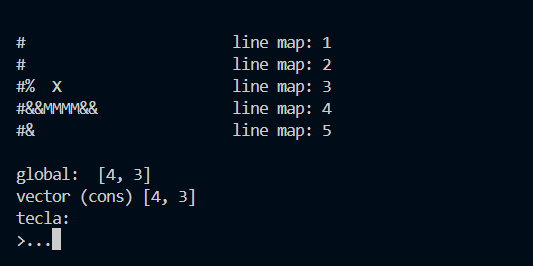 # line map: 1
# line map: 2
#% x line map: 3
#&&MMMM&& line map: 4
#& line map: 5
global: [4, 3]
vector (cons) [4, 3]
tecla:
>...